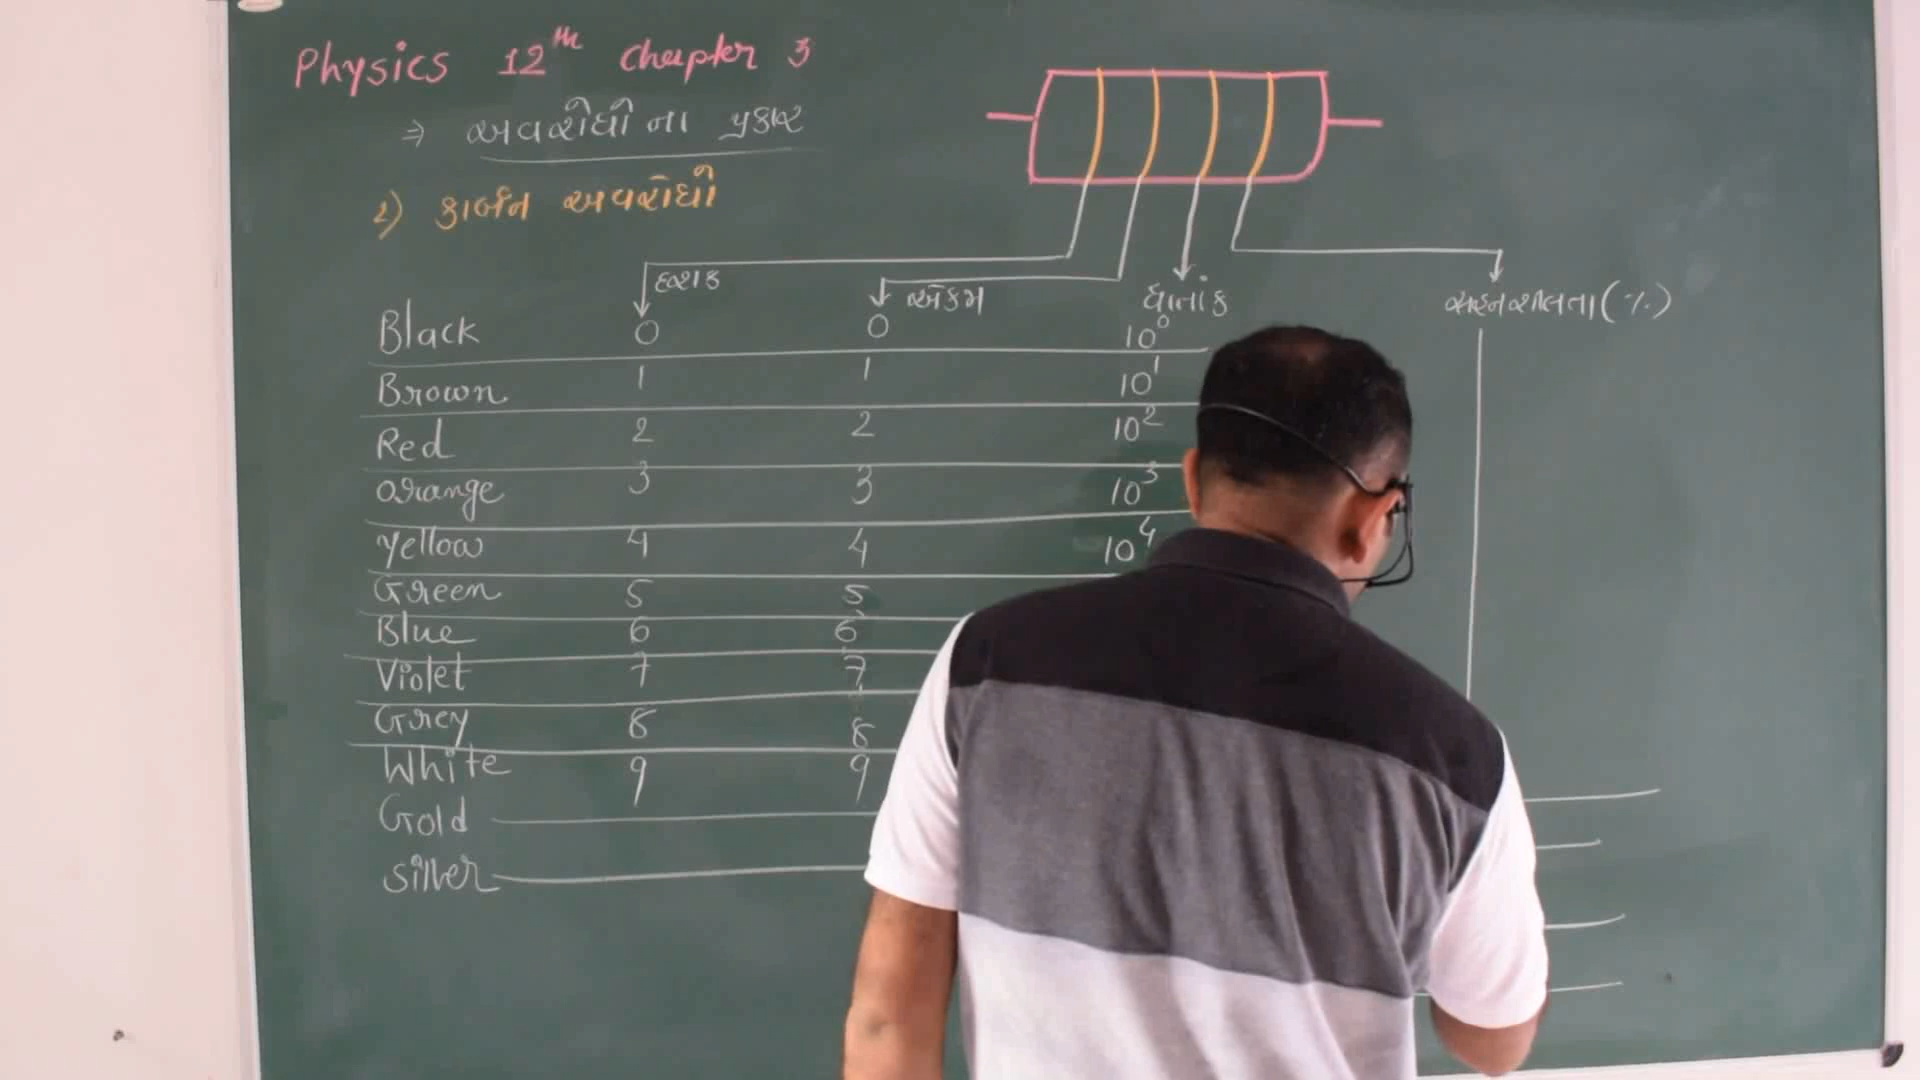 Physics 12th Chapter 3
⇒ અવરોધો ના પ્રકાર
2) કાર્બન અવરોધો
દશક એકમ ઘાતાંક સહનશીલતા (%)
Black 0 0 10⁰
Brown 1 1 10¹
Red 2 2 10²
Orange 3 3 10³
Yellow 4 4 10⁴
Green 5 5
Blue 6 6
Violet 7 7
Grey 8 8
White 9 9
Gold
Silver